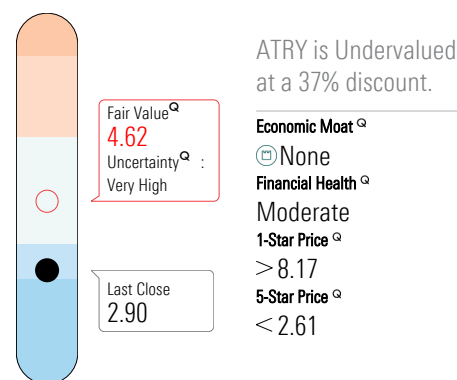 ATRY is Undervalued
at a 37% discount.
Fair Value Q
4.62
Uncertainty Q :
Very High
Last Close
2.90
Economic Moat Q
None
Financial Health Q
Moderate
1-Star Price Q
>8.17
5-Star Price Q
<2.61